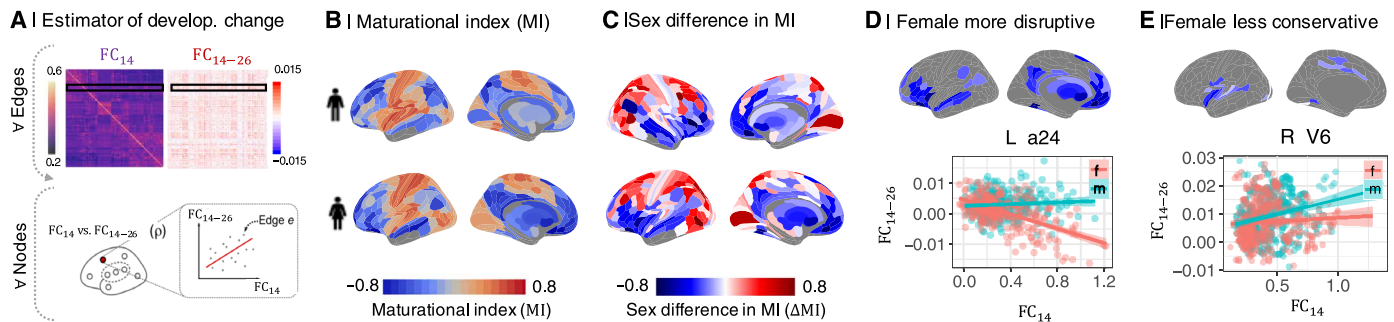 A | Estimator of develop. change
FC14
FC14−26
0.6
0.2
0.015
−0.015
∀ Edges
∀ Nodes
FC14 vs. FC14−26
(ρ)
FC14−26
Edge e
FC14
B | Maturational index (MI)
−0.8
0.8
Maturational index (MI)
C |Sex difference in MI
−0.8
0.8
Sex difference in MI (ΔMI)
D | Female more disruptive
L a24
FC14−26
0.01
0.00
−0.01
f
m
0.0 0.4 0.8 1.2
FC14
E |Female less conservative
R V6
FC14−26
0.03
0.02
0.01
0.00
−0.01
f
m
0.5 1.0
FC14